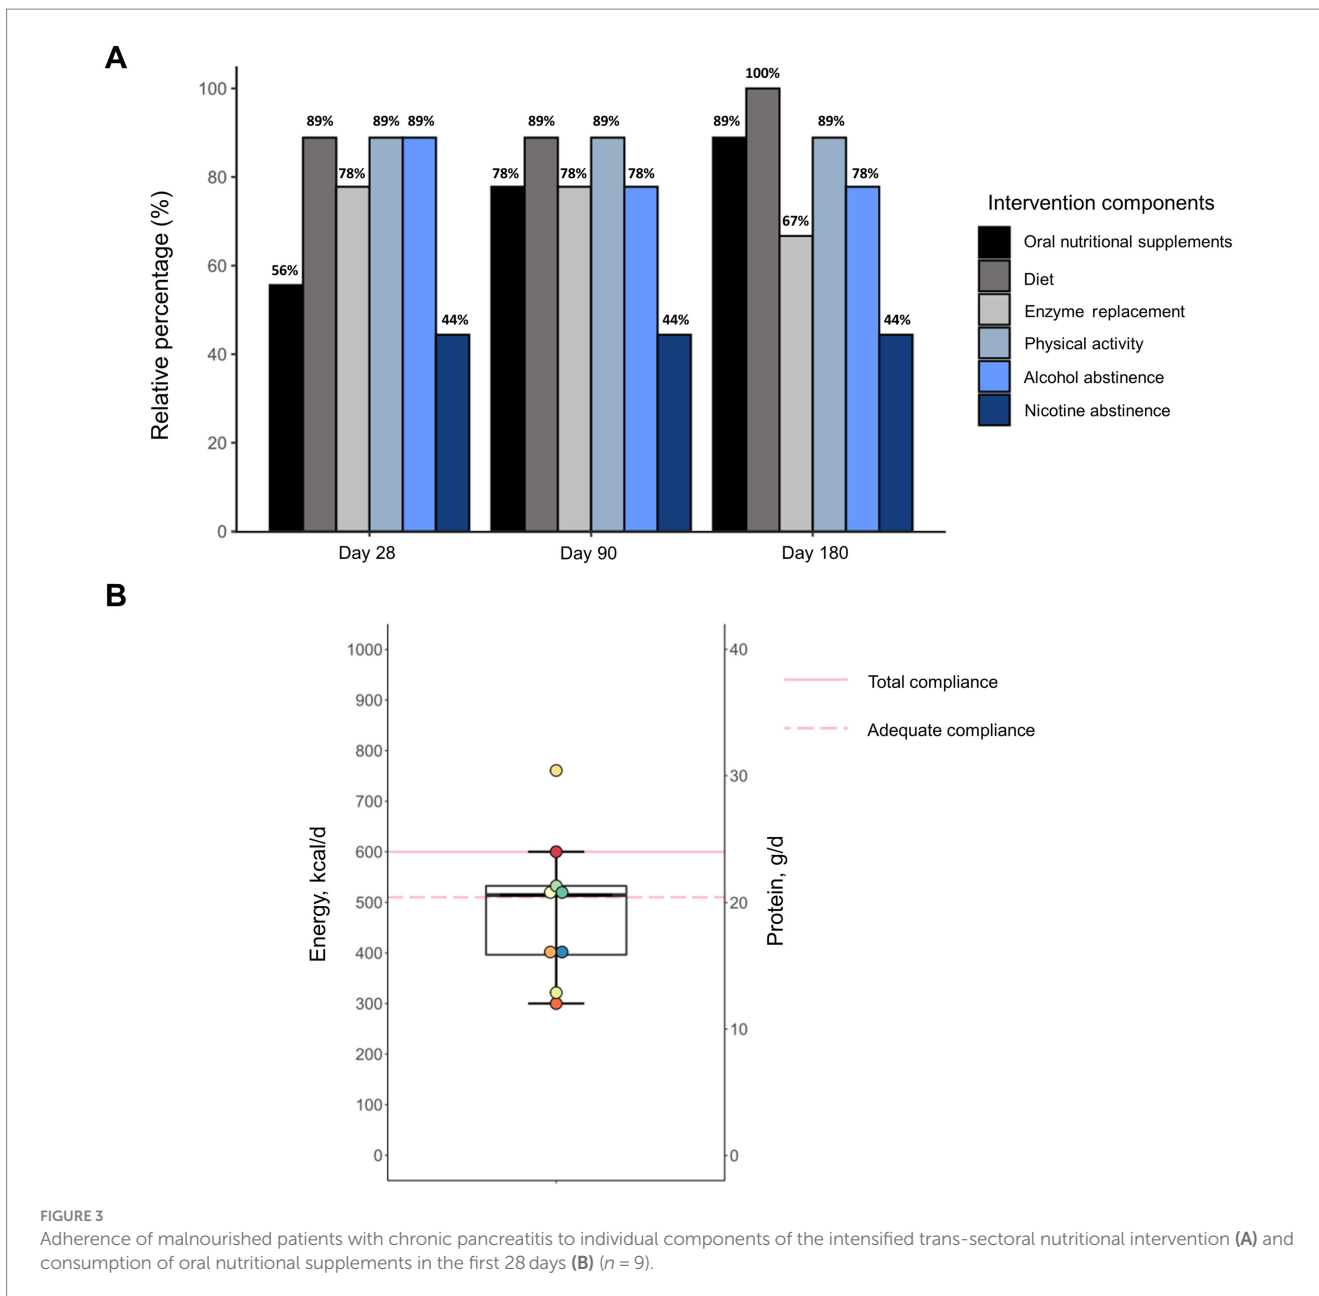 A
100%
89% 89% 89% 89% 89% 89% 89%
78% 78% 78% 78% 78%
67%
56%
44% 44% 44%
100
80
60
40
20
0
Relative percentage (%)
Day 28 Day 90 Day 180
Intervention components
Oral nutritional supplements
Diet
Enzyme replacement
Physical activity
Alcohol abstinence
Nicotine abstinence
B
1000
900
800
700
600
500
400
300
200
100
0
Energy, kcal/d
40
30
20
10
0
Protein, g/d
Total compliance
Adequate compliance
FIGURE 3
Adherence of malnourished patients with chronic pancreatitis to individual components of the intensified trans-sectoral nutritional intervention (A) and
consumption of oral nutritional supplements in the first 28 days (B) (n = 9).